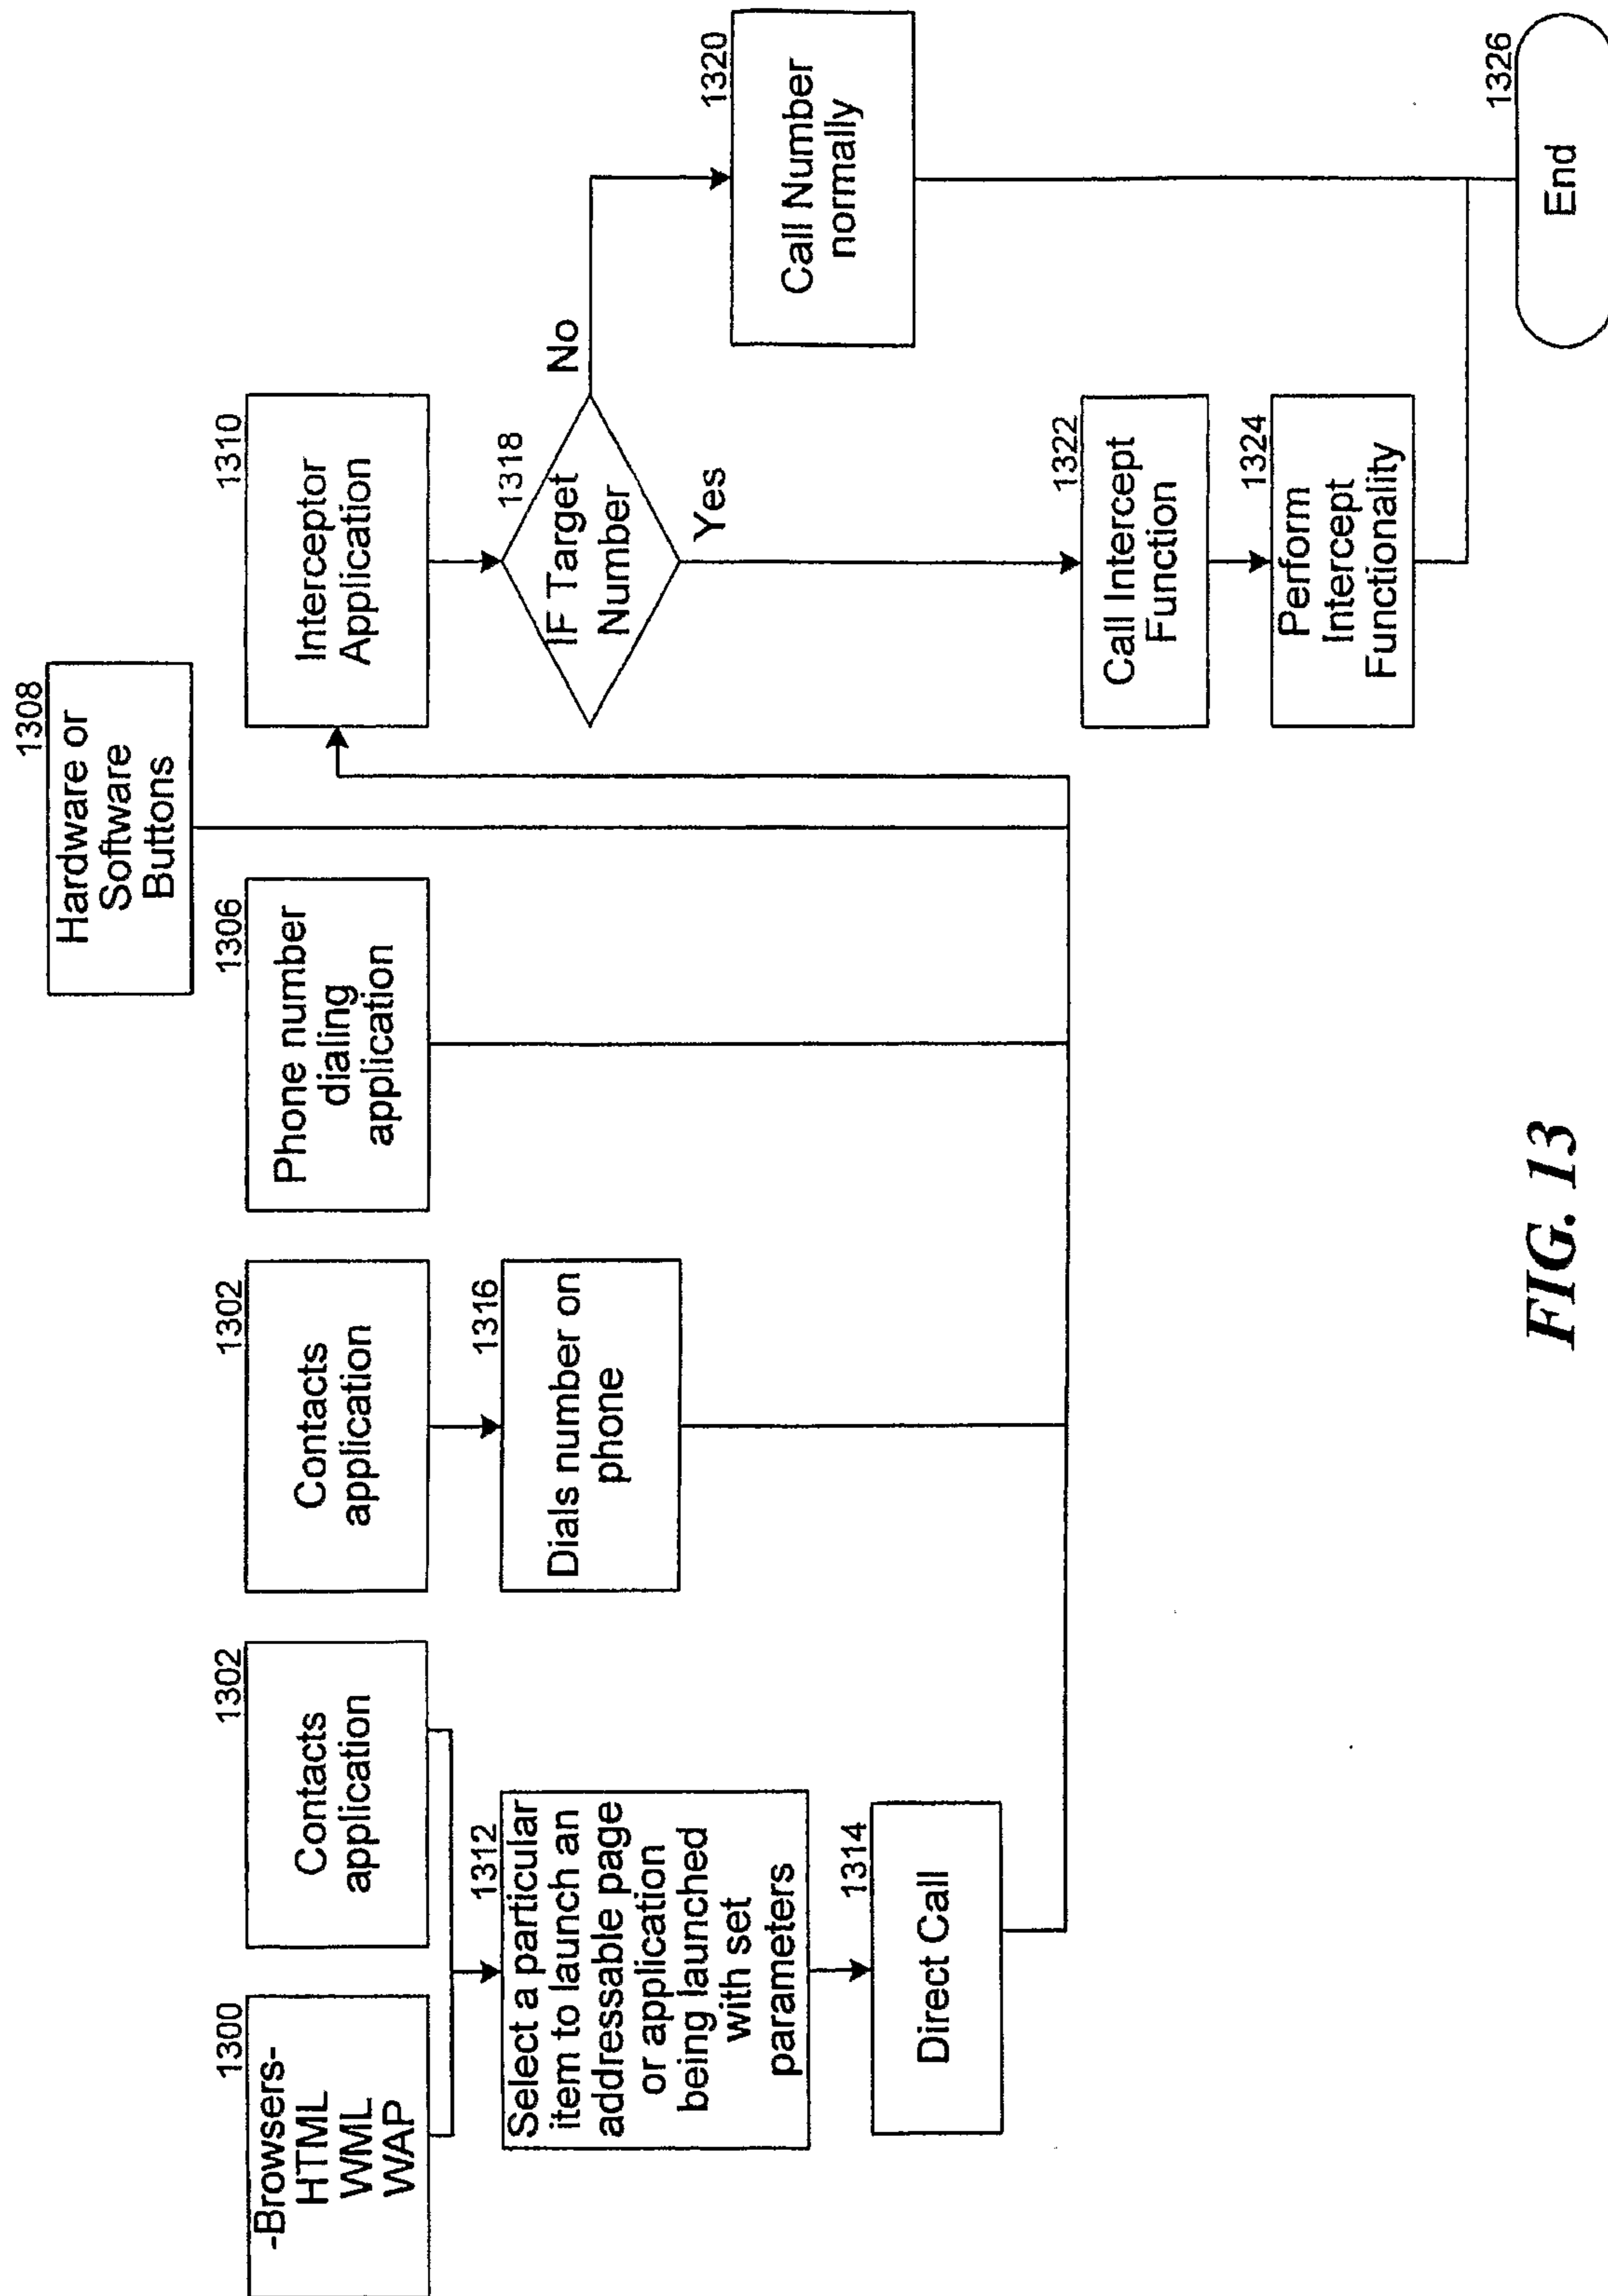 1300
-Browsers-
HTML
WML
WAP
1302
Contacts
application
1302
Contacts
application
1306
Phone number
dialing
application
1308
Hardware or
Software
Buttons
1310
Interceptor
Application
1312
Select a particular
item to launch an
addressable page
or application
being launched
with set
parameters
1314
Direct Call
1316
Dials number on
phone
1318
IF Target
Number
No
Yes
1320
Call Number
normally
1322
Call Intercept
Function
1324
Perform
Intercept
Functionality
1326
End
FIG. 13